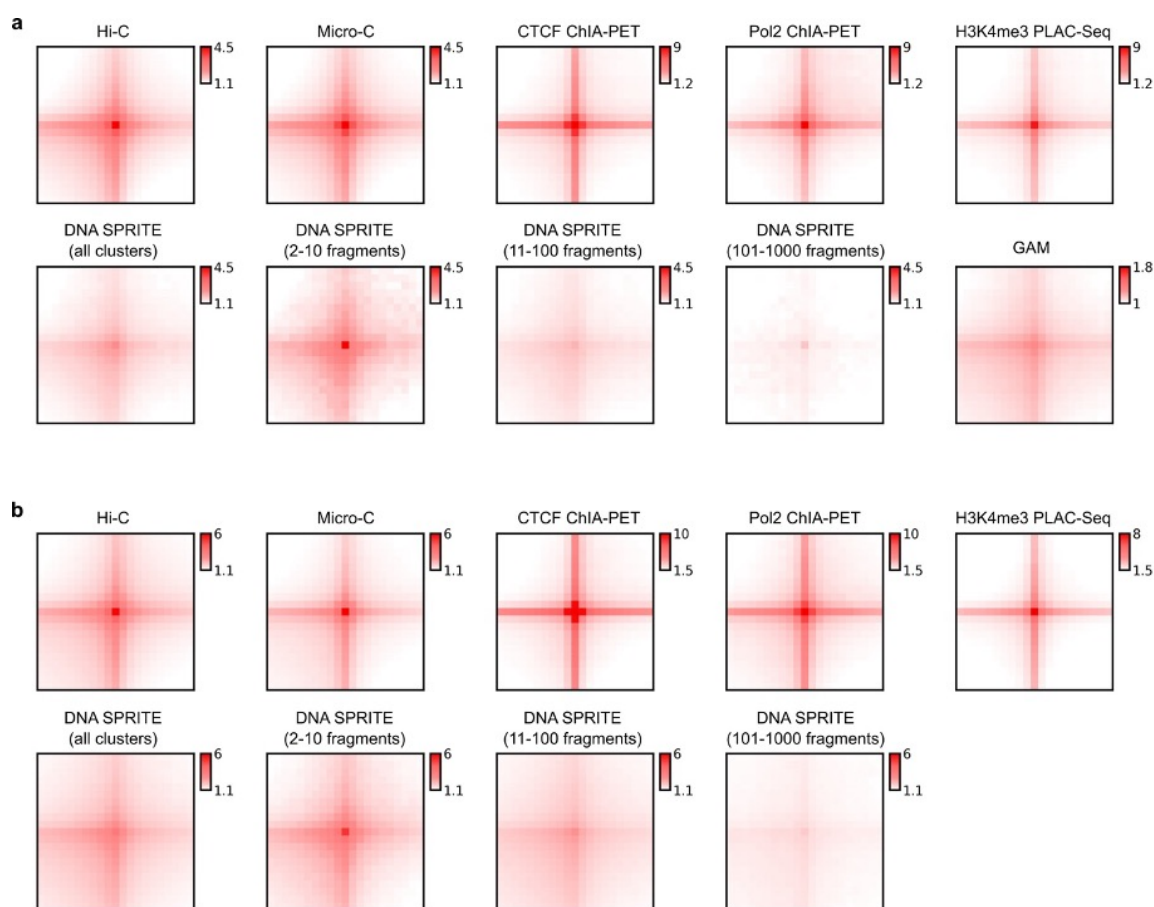 a
Hi-C
4.5
1.1
Micro-C
4.5
1.1
CTCF ChIA-PET
9
1.2
Pol2 ChIA-PET
9
1.2
H3K4me3 PLAC-Seq
9
1.2
DNA SPRITE
(all clusters)
4.5
1.1
DNA SPRITE
(2-10 fragments)
4.5
1.1
DNA SPRITE
(11-100 fragments)
4.5
1.1
DNA SPRITE
(101-1000 fragments)
4.5
1.1
GAM
1.8
1
b
Hi-C
6
1.1
Micro-C
6
1.1
CTCF ChIA-PET
10
1.5
Pol2 ChIA-PET
10
1.5
H3K4me3 PLAC-Seq
8
1.5
DNA SPRITE
(all clusters)
6
1.1
DNA SPRITE
(2-10 fragments)
6
1.1
DNA SPRITE
(11-100 fragments)
6
1.1
DNA SPRITE
(101-1000 fragments)
6
1.1